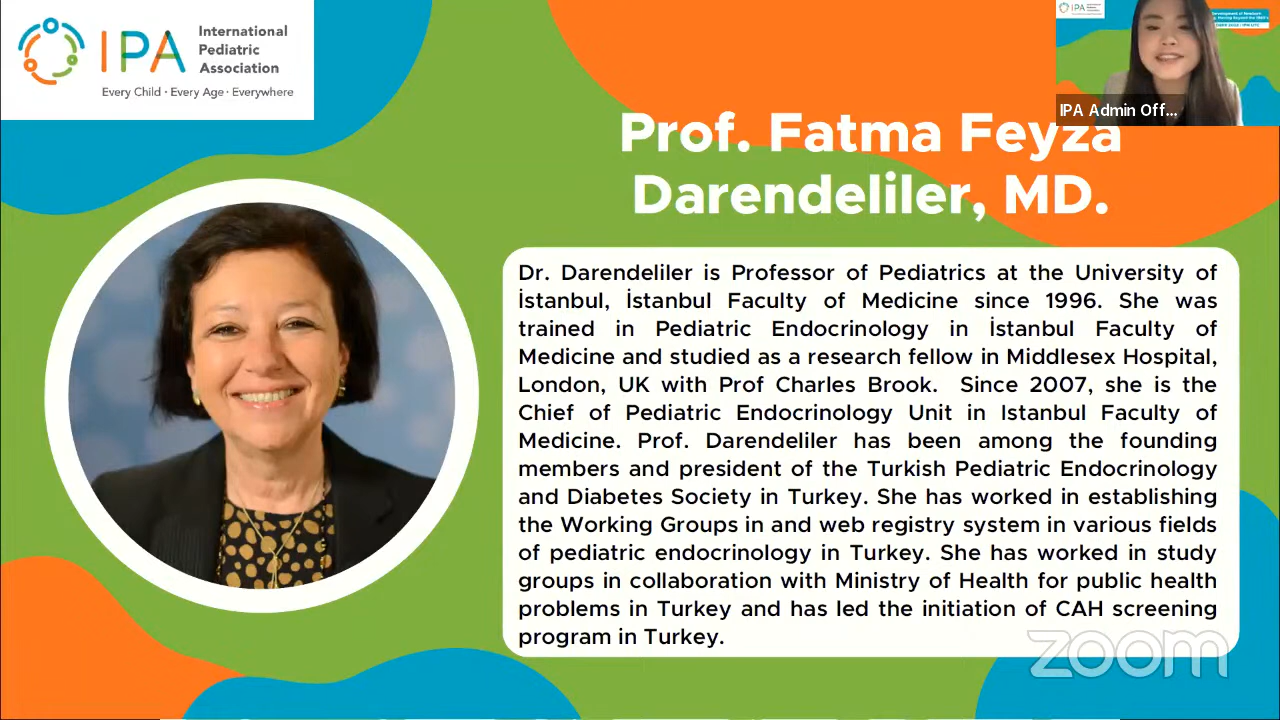 IPA
International
Pediatric
Association
Every Child · Every Age · Everywhere
IPA Admin Off...
Prof. Fatma Feyza
Darendeliler, MD.
Dr. Darendeliler is Professor of Pediatrics at the University of
İstanbul, İstanbul Faculty of Medicine since 1996. She was
trained in Pediatric Endocrinology in İstanbul Faculty of
Medicine and studied as a research fellow in Middlesex Hospital,
London, UK with Prof Charles Brook. Since 2007, she is the
Chief of Pediatric Endocrinology Unit in Istanbul Faculty of
Medicine. Prof. Darendeliler has been among the founding
members and president of the Turkish Pediatric Endocrinology
and Diabetes Society in Turkey. She has worked in establishing
the Working Groups in and web registry system in various fields
of pediatric endocrinology in Turkey. She has worked in study
groups in collaboration with Ministry of Health for public health
problems in Turkey and has led the initiation of CAH screening
program in Turkey.
zoom